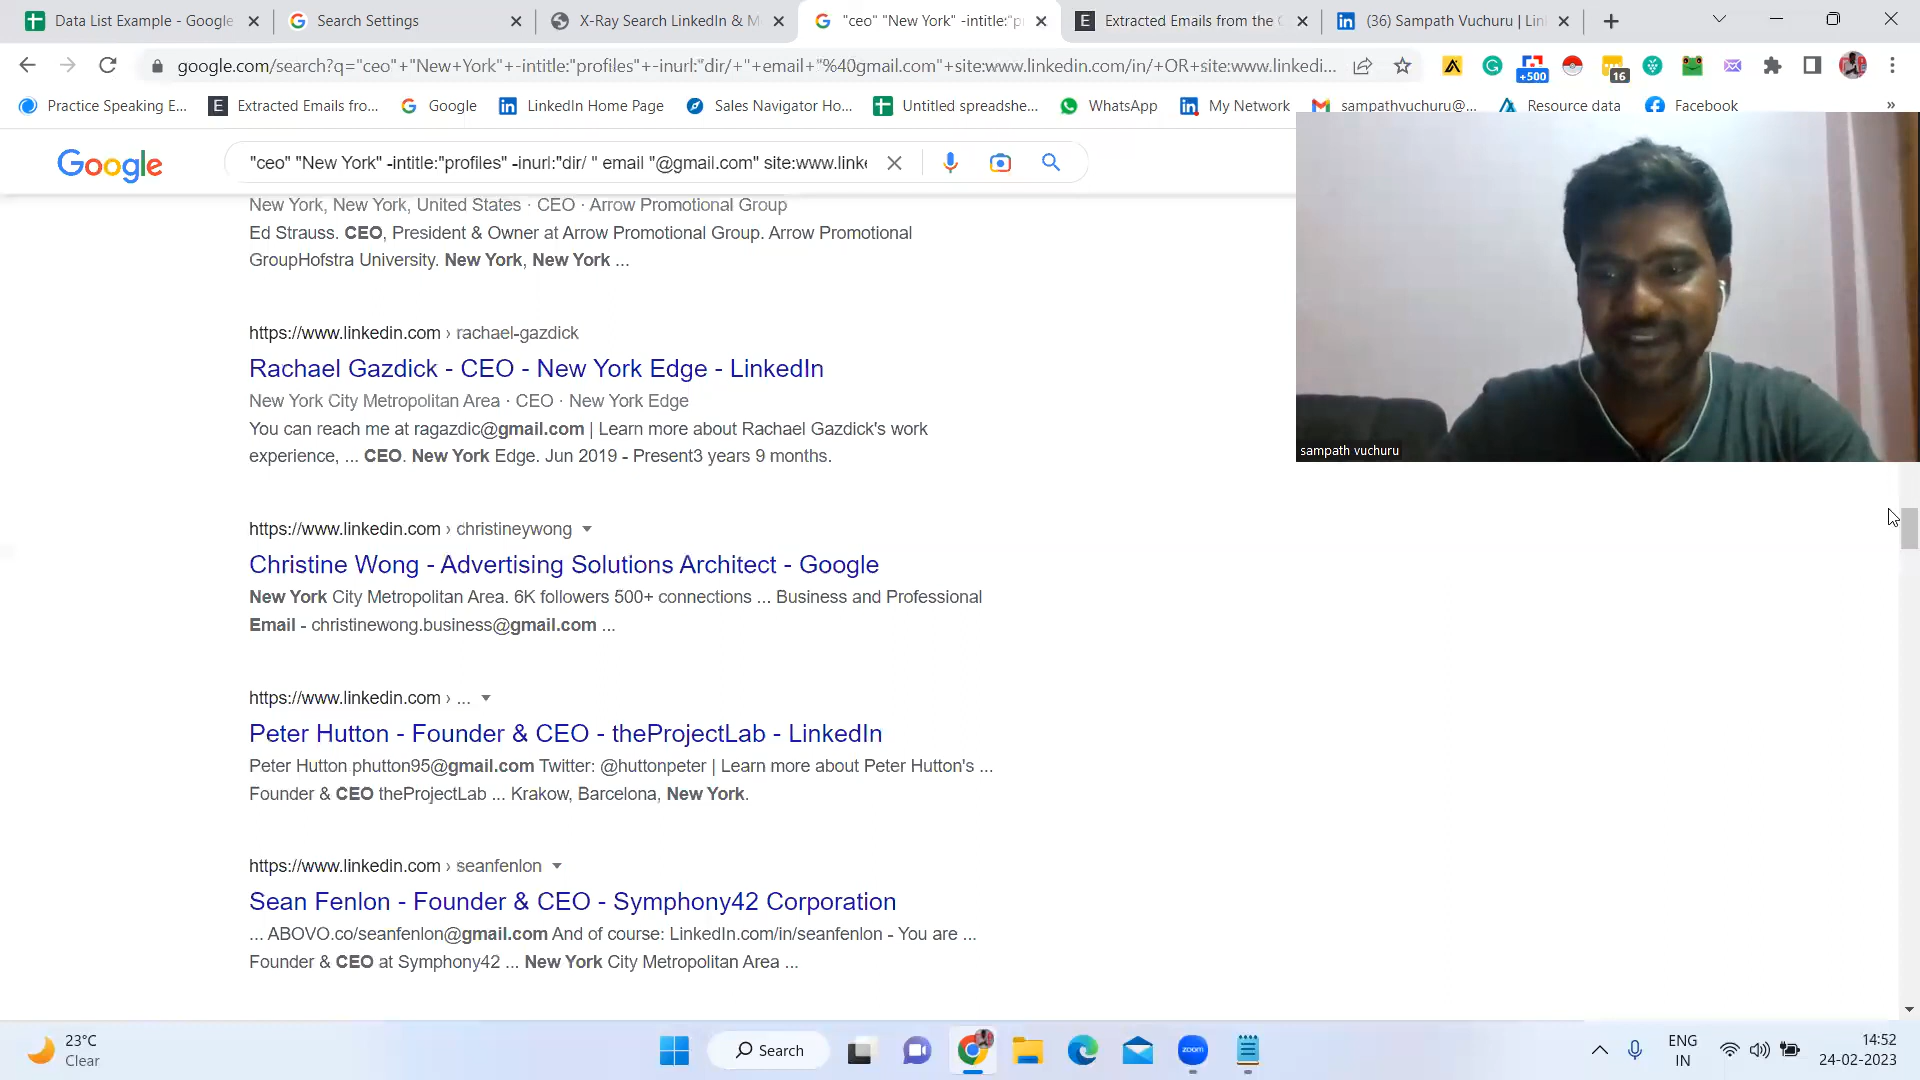 Data List Example - Google
Search Settings
X-Ray Search LinkedIn & M
"ceo" "New York" -intitle:"p
Extracted Emails from the
(36) Sampath Vuchuru | Lin
google.com/search?q="ceo"+"New+York"+-intitle:"profiles"+-inurl:"dir/+"+email+"%40gmail.com"+site:www.linkedin.com/in/+OR+site:www.linkedi...
+500
16
Practice Speaking E...
Extracted Emails fro...
Google
LinkedIn Home Page
Sales Navigator Ho...
Untitled spreadshe...
WhatsApp
My Network
sampathvuchuru@...
Resource data
Facebook
»
Google
"ceo" "New York" -intitle:"profiles" -inurl:"dir/ " email "@gmail.com" site:www.linke
New York, New York, United States · CEO · Arrow Promotional Group
Ed Strauss. CEO, President & Owner at Arrow Promotional Group. Arrow Promotional
GroupHofstra University. New York, New York ...
https://www.linkedin.com › rachael-gazdick
Rachael Gazdick - CEO - New York Edge - LinkedIn
New York City Metropolitan Area · CEO · New York Edge
You can reach me at ragazdic@gmail.com | Learn more about Rachael Gazdick's work
experience, ... CEO. New York Edge. Jun 2019 - Present3 years 9 months.
https://www.linkedin.com › christineywong
Christine Wong - Advertising Solutions Architect - Google
New York City Metropolitan Area. 6K followers 500+ connections ... Business and Professional
Email - christinewong.business@gmail.com ...
https://www.linkedin.com › ...
Peter Hutton - Founder & CEO - theProjectLab - LinkedIn
Peter Hutton phutton95@gmail.com Twitter: @huttonpeter | Learn more about Peter Hutton's ...
Founder & CEO theProjectLab ... Krakow, Barcelona, New York.
https://www.linkedin.com › seanfenlon
Sean Fenlon - Founder & CEO - Symphony42 Corporation
... ABOVO.co/seanfenlon@gmail.com And of course: LinkedIn.com/in/seanfenlon - You are ...
Founder & CEO at Symphony42 ... New York City Metropolitan Area ...
sampath vuchuru
23°C
Clear
Search
zoom
ENG
IN
14:52
24-02-2023